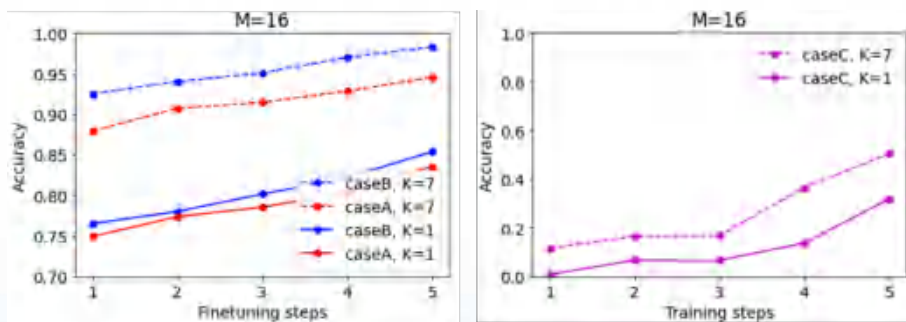 M=16
1.00
0.95
0.90
0.85
0.80
0.75
0.70
Accuracy
caseB, K=7
caseA, K=7
caseB, K=1
caseA, K=1
1 2 3 4 5
Finetuning steps
M=16
1.0
0.8
0.6
0.4
0.2
0.0
Accuracy
caseC, K=7
caseC, K=1
1 2 3 4 5
Training steps